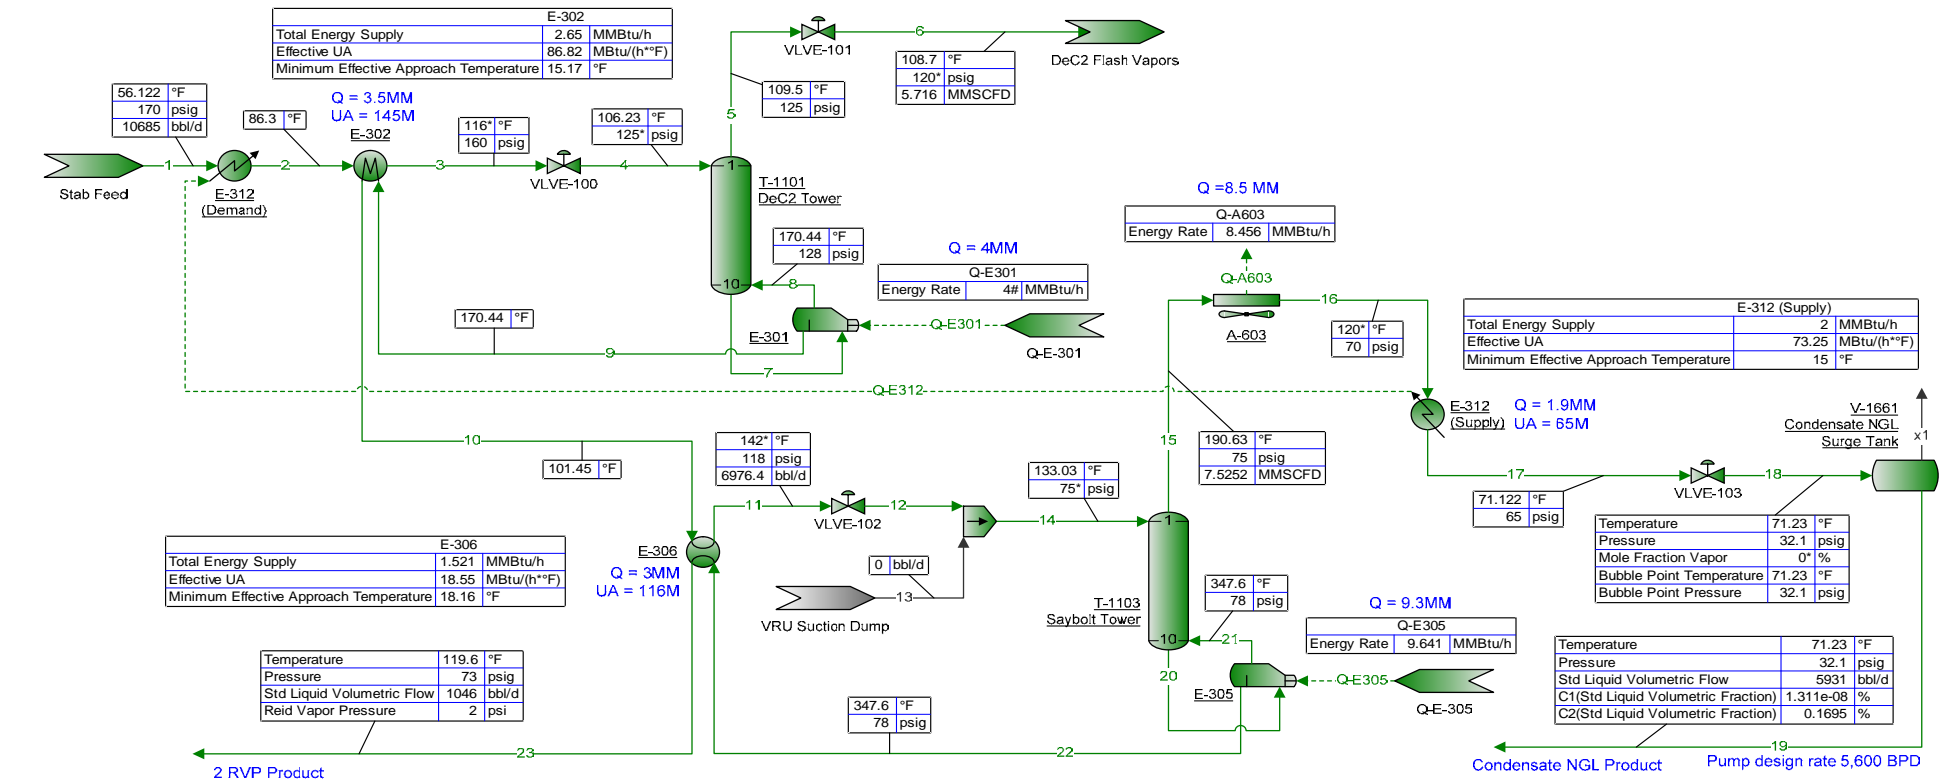 E-302
Total Energy Supply 2.65 MMBtu/h
Effective UA 86.82 MBtu/(h*°F)
Minimum Effective Approach Temperature 15.17 °F
56.122 °F
170 psig
10685 bbl/d
86.3 °F
Q = 3.5MM
UA = 145M
E-302
116* °F
160 psig
106.23 °F
125* psig
109.5 °F
125 psig
VLVE-101
6
108.7 °F
120* psig
5.716 MMSCFD
DeC2 Flash Vapors
5
1
2
3
4
1
Stab Feed
E-312
(Demand)
VLVE-100
T-1101
DeC2 Tower
10
170.44 °F
128 psig
8
Q = 4MM
Q-E301
Energy Rate 4# MMBtu/h
170.44 °F
E-301
Q-E301
Q-E-301
9
7
Q-E312
Q =8.5 MM
Q-A603
Energy Rate 8.456 MMBtu/h
Q-A603
16
A-603
120* °F
70 psig
E-312 (Supply)
Total Energy Supply 2 MMBtu/h
Effective UA 73.25 MBtu/(h*°F)
Minimum Effective Approach Temperature 15 °F
E-312
(Supply)
Q = 1.9MM
UA = 65M
V-1661
Condensate NGL
Surge Tank
x1
10
101.45 °F
142* °F
118 psig
6976.4 bbl/d
11
VLVE-102
12
133.03 °F
75* psig
14
15
190.63 °F
75 psig
7.5252 MMSCFD
17
71.122 °F
65 psig
VLVE-103
18
Temperature 71.23 °F
Pressure 32.1 psig
Mole Fraction Vapor 0* %
Bubble Point Temperature 71.23 °F
Bubble Point Pressure 32.1 psig
E-306
Total Energy Supply 1.521 MMBtu/h
Effective UA 18.55 MBtu/(h*°F)
Minimum Effective Approach Temperature 18.16 °F
E-306
Q = 3MM
UA = 116M
0 bbl/d
13
VRU Suction Dump
1
T-1103
Saybolt Tower
10
347.6 °F
78 psig
21
20
E-305
Q = 9.3MM
Q-E305
Energy Rate 9.641 MMBtu/h
Q-E305
Q-E-305
Temperature 119.6 °F
Pressure 73 psig
Std Liquid Volumetric Flow 1046 bbl/d
Reid Vapor Pressure 2 psi
347.6 °F
78 psig
Temperature 71.23 °F
Pressure 32.1 psig
Std Liquid Volumetric Flow 5931 bbl/d
C1(Std Liquid Volumetric Fraction) 1.311e-08 %
C2(Std Liquid Volumetric Fraction) 0.1695 %
23
22
19
2 RVP Product
Condensate NGL Product
Pump design rate 5,600 BPD